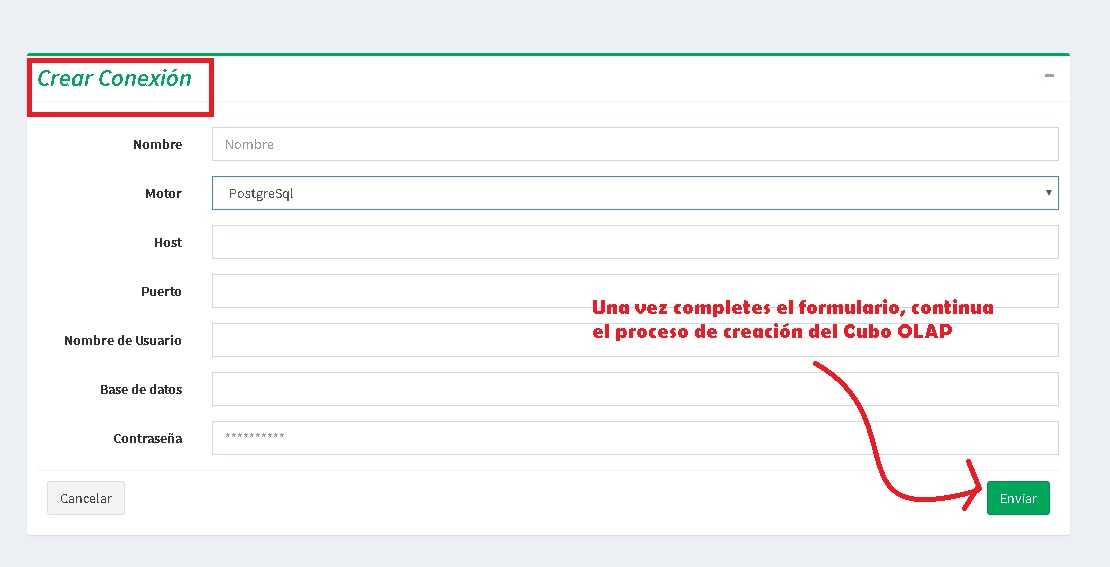 Crear Conexión
Nombre
Nombre
Motor
PostgreSql
Host
Puerto
Una vez completes el formulario, continua
el proceso de creación del Cubo OLAP
Nombre de Usuario
Base de datos
Contraseña
**********
Cancelar
Enviar